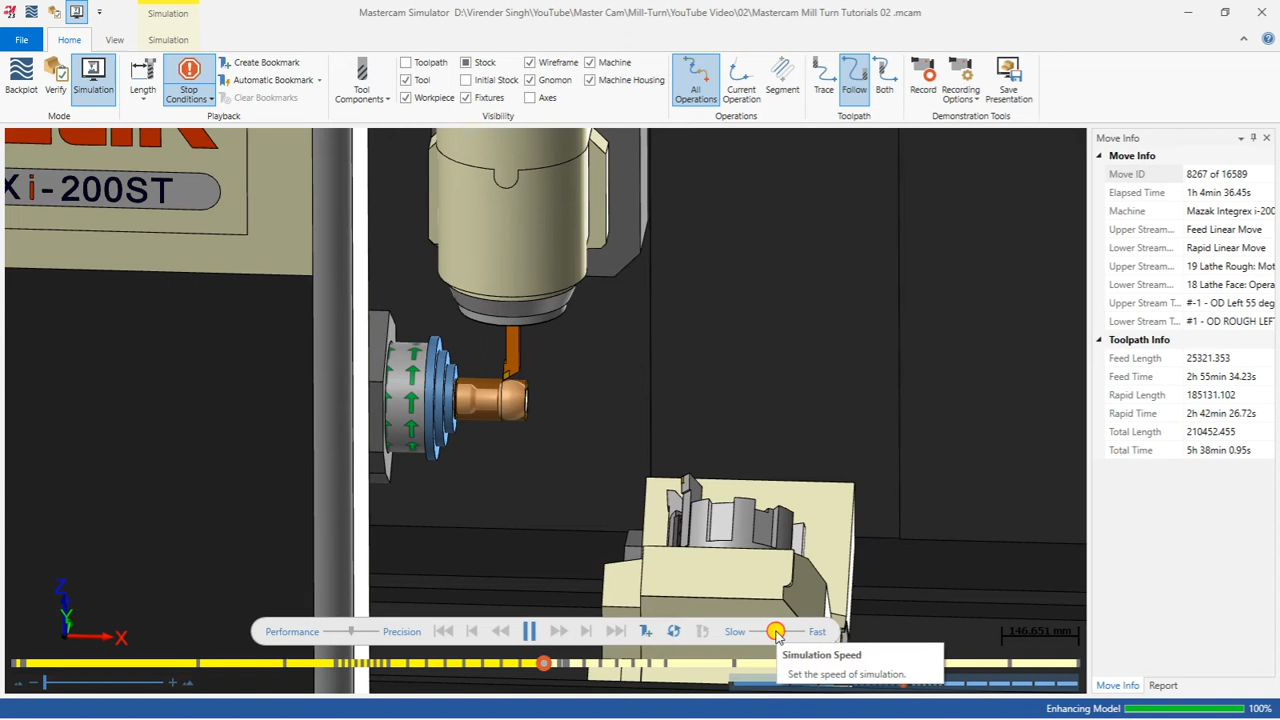 Simulation
Mastercam Simulator D:\Virender Singh\YouTube\Master Cam\Mill-Turn\YouTube Video\02\Mastercam Mill Turn Tutorials 02 .mcam
File Home View Simulation
Backplot Verify Simulation
Mode
Length Stop Conditions
Create Bookmark
Automatic Bookmark
Clear Bookmarks
Playback
Tool Components
Toolpath Stock Wireframe Machine
Tool Initial Stock Gnomon Machine Housing
Workpiece Fixtures Axes
Visibility
All Operations Current Operation Segment
Operations
Trace Follow Both
Toolpath
Record Recording Options Save Presentation
Demonstration Tools
i-200ST
Move Info
Move Info
Move ID 8267 of 16589
Elapsed Time 1h 4min 36.45s
Machine Mazak Integrex i-200
Upper Stream... Feed Linear Move
Lower Stream... Rapid Linear Move
Upper Stream... 19 Lathe Rough: Mot
Lower Stream... 18 Lathe Face: Opera
Upper Stream T... #-1 - OD Left 55 deg
Lower Stream T... #1 - OD ROUGH LEFT
Toolpath Info
Feed Length 25321.353
Feed Time 2h 55min 34.23s
Rapid Length 185131.102
Rapid Time 2h 42min 26.72s
Total Length 210452.455
Total Time 5h 38min 0.95s
Z
Y
X
Performance Precision Slow Fast
146.651 mm
Simulation Speed
Set the speed of simulation.
Move Info Report
Enhancing Model 100%